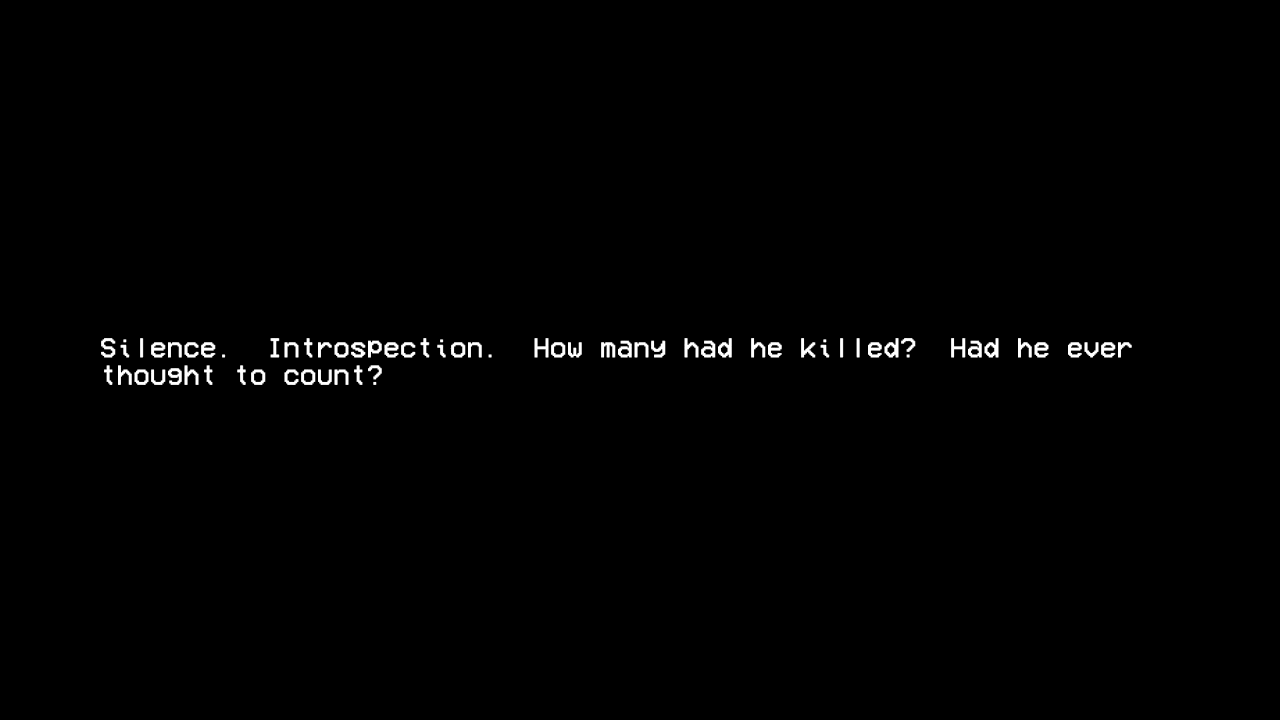 Silence.  Introspection.  How many had he killed?  Had he ever
thought to count?